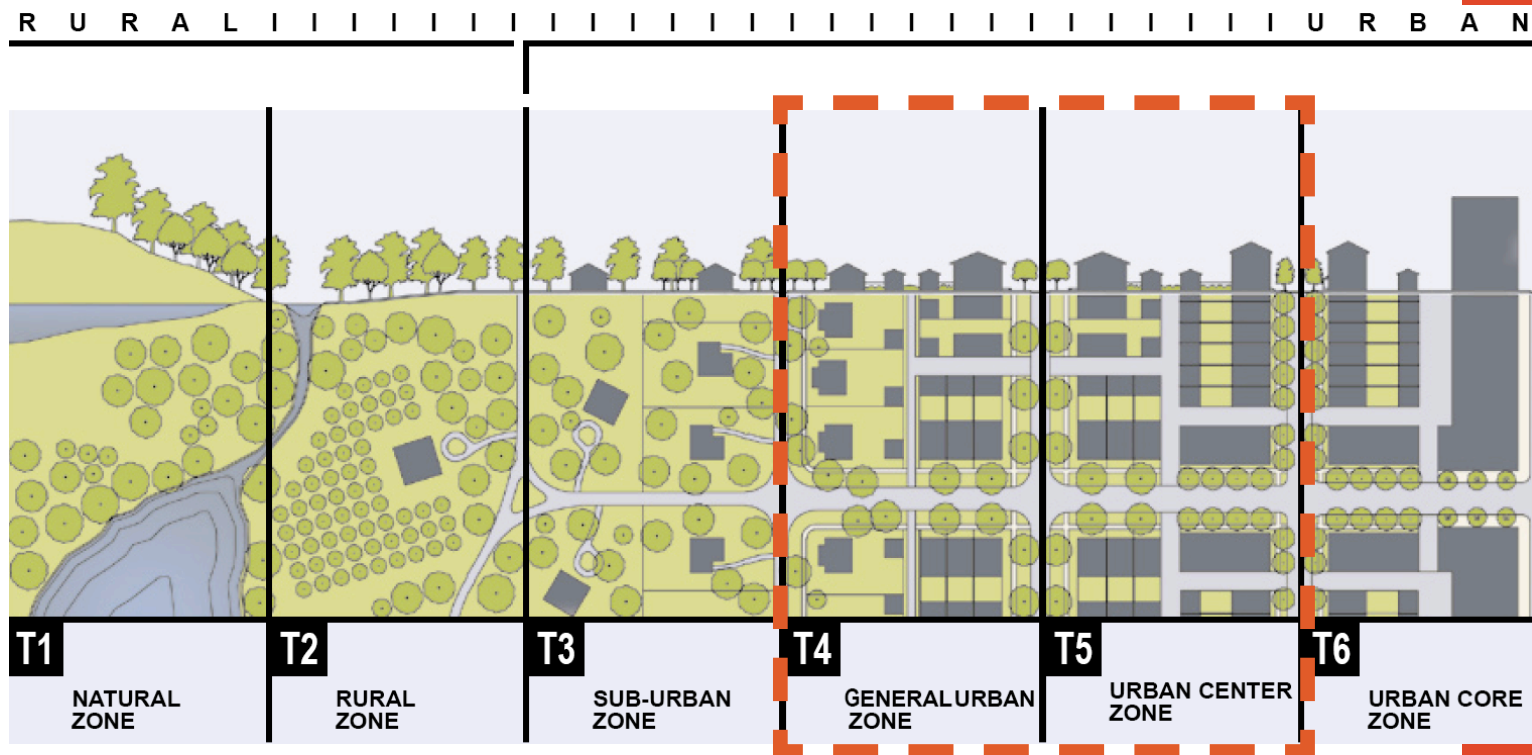 R U R A L I I I I I I I I I I I I I I I I I I I I I I I I I I U R B A N
T1
NATURAL
ZONE
T2
RURAL
ZONE
T3
SUB-URBAN
ZONE
T4
GENERAL URBAN
ZONE
T5
URBAN CENTER
ZONE
T6
URBAN CORE
ZONE